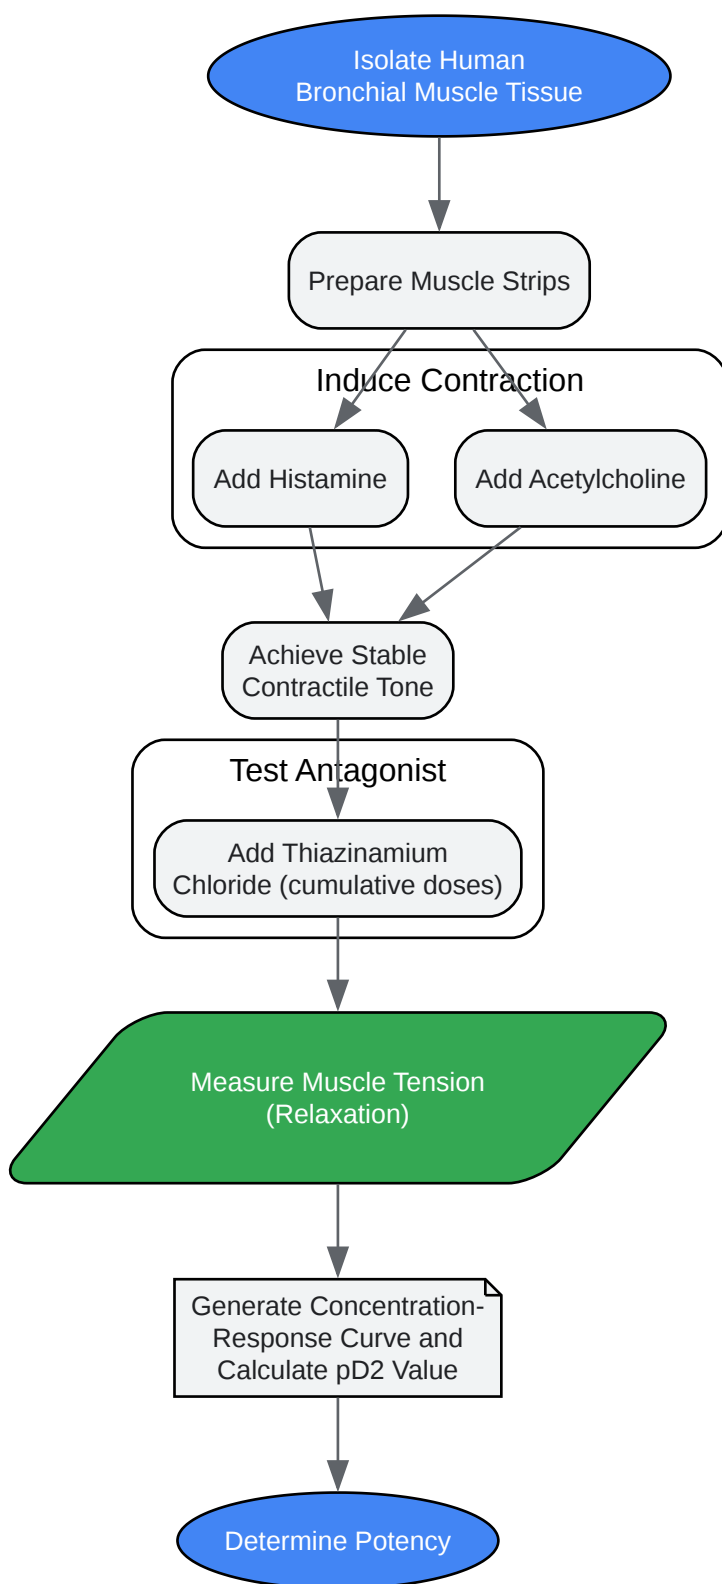 Isolate Human
Bronchial Muscle Tissue
Prepare Muscle Strips
Induce Contraction
Add Histamine
Add Acetylcholine
Achieve Stable
Contractile Tone
Test Antagonist
Add Thiazinamium
Chloride (cumulative doses)
Measure Muscle Tension
(Relaxation)
Generate Concentration-
Response Curve and
Calculate pD2 Value
Determine Potency